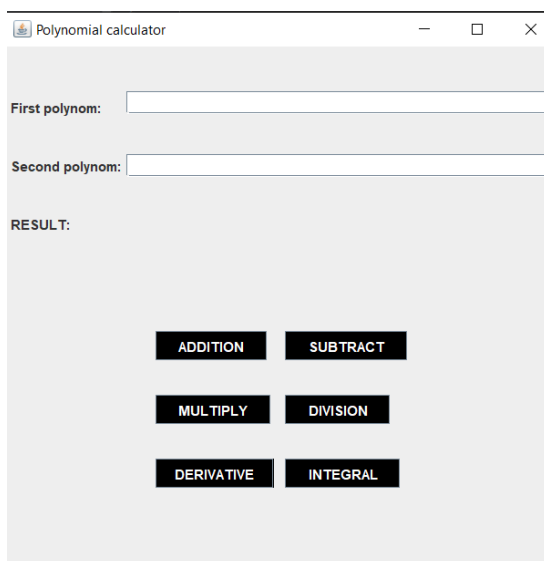 Polynomial calculator
First polynom:
Second polynom:
RESULT:
ADDITION SUBTRACT
MULTIPLY DIVISION
DERIVATIVE INTEGRAL